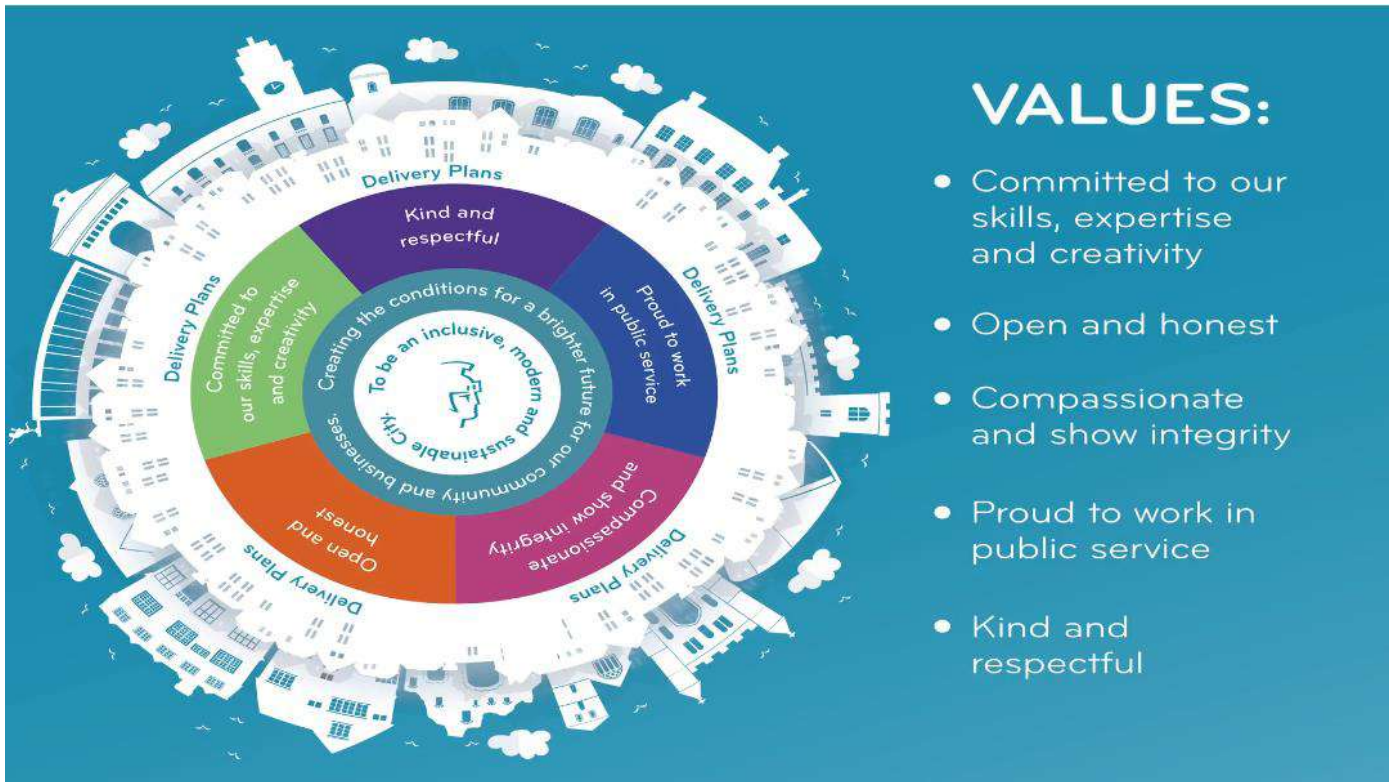 Delivery Plans
Kind and
respectful
Delivery Plans
Proud to work
in public service
Delivery Plans
Compassionate
and show integrity
Delivery Plans
Open and
honest
Delivery Plans
Committed to
our skills, expertise
and creativity
Creating the conditions for a brighter future for our community and businesses.
To be an inclusive, modern and sustainable City.
VALUES:
• Committed to our
skills, expertise
and creativity
• Open and honest
• Compassionate
and show integrity
• Proud to work in
public service
• Kind and
respectful